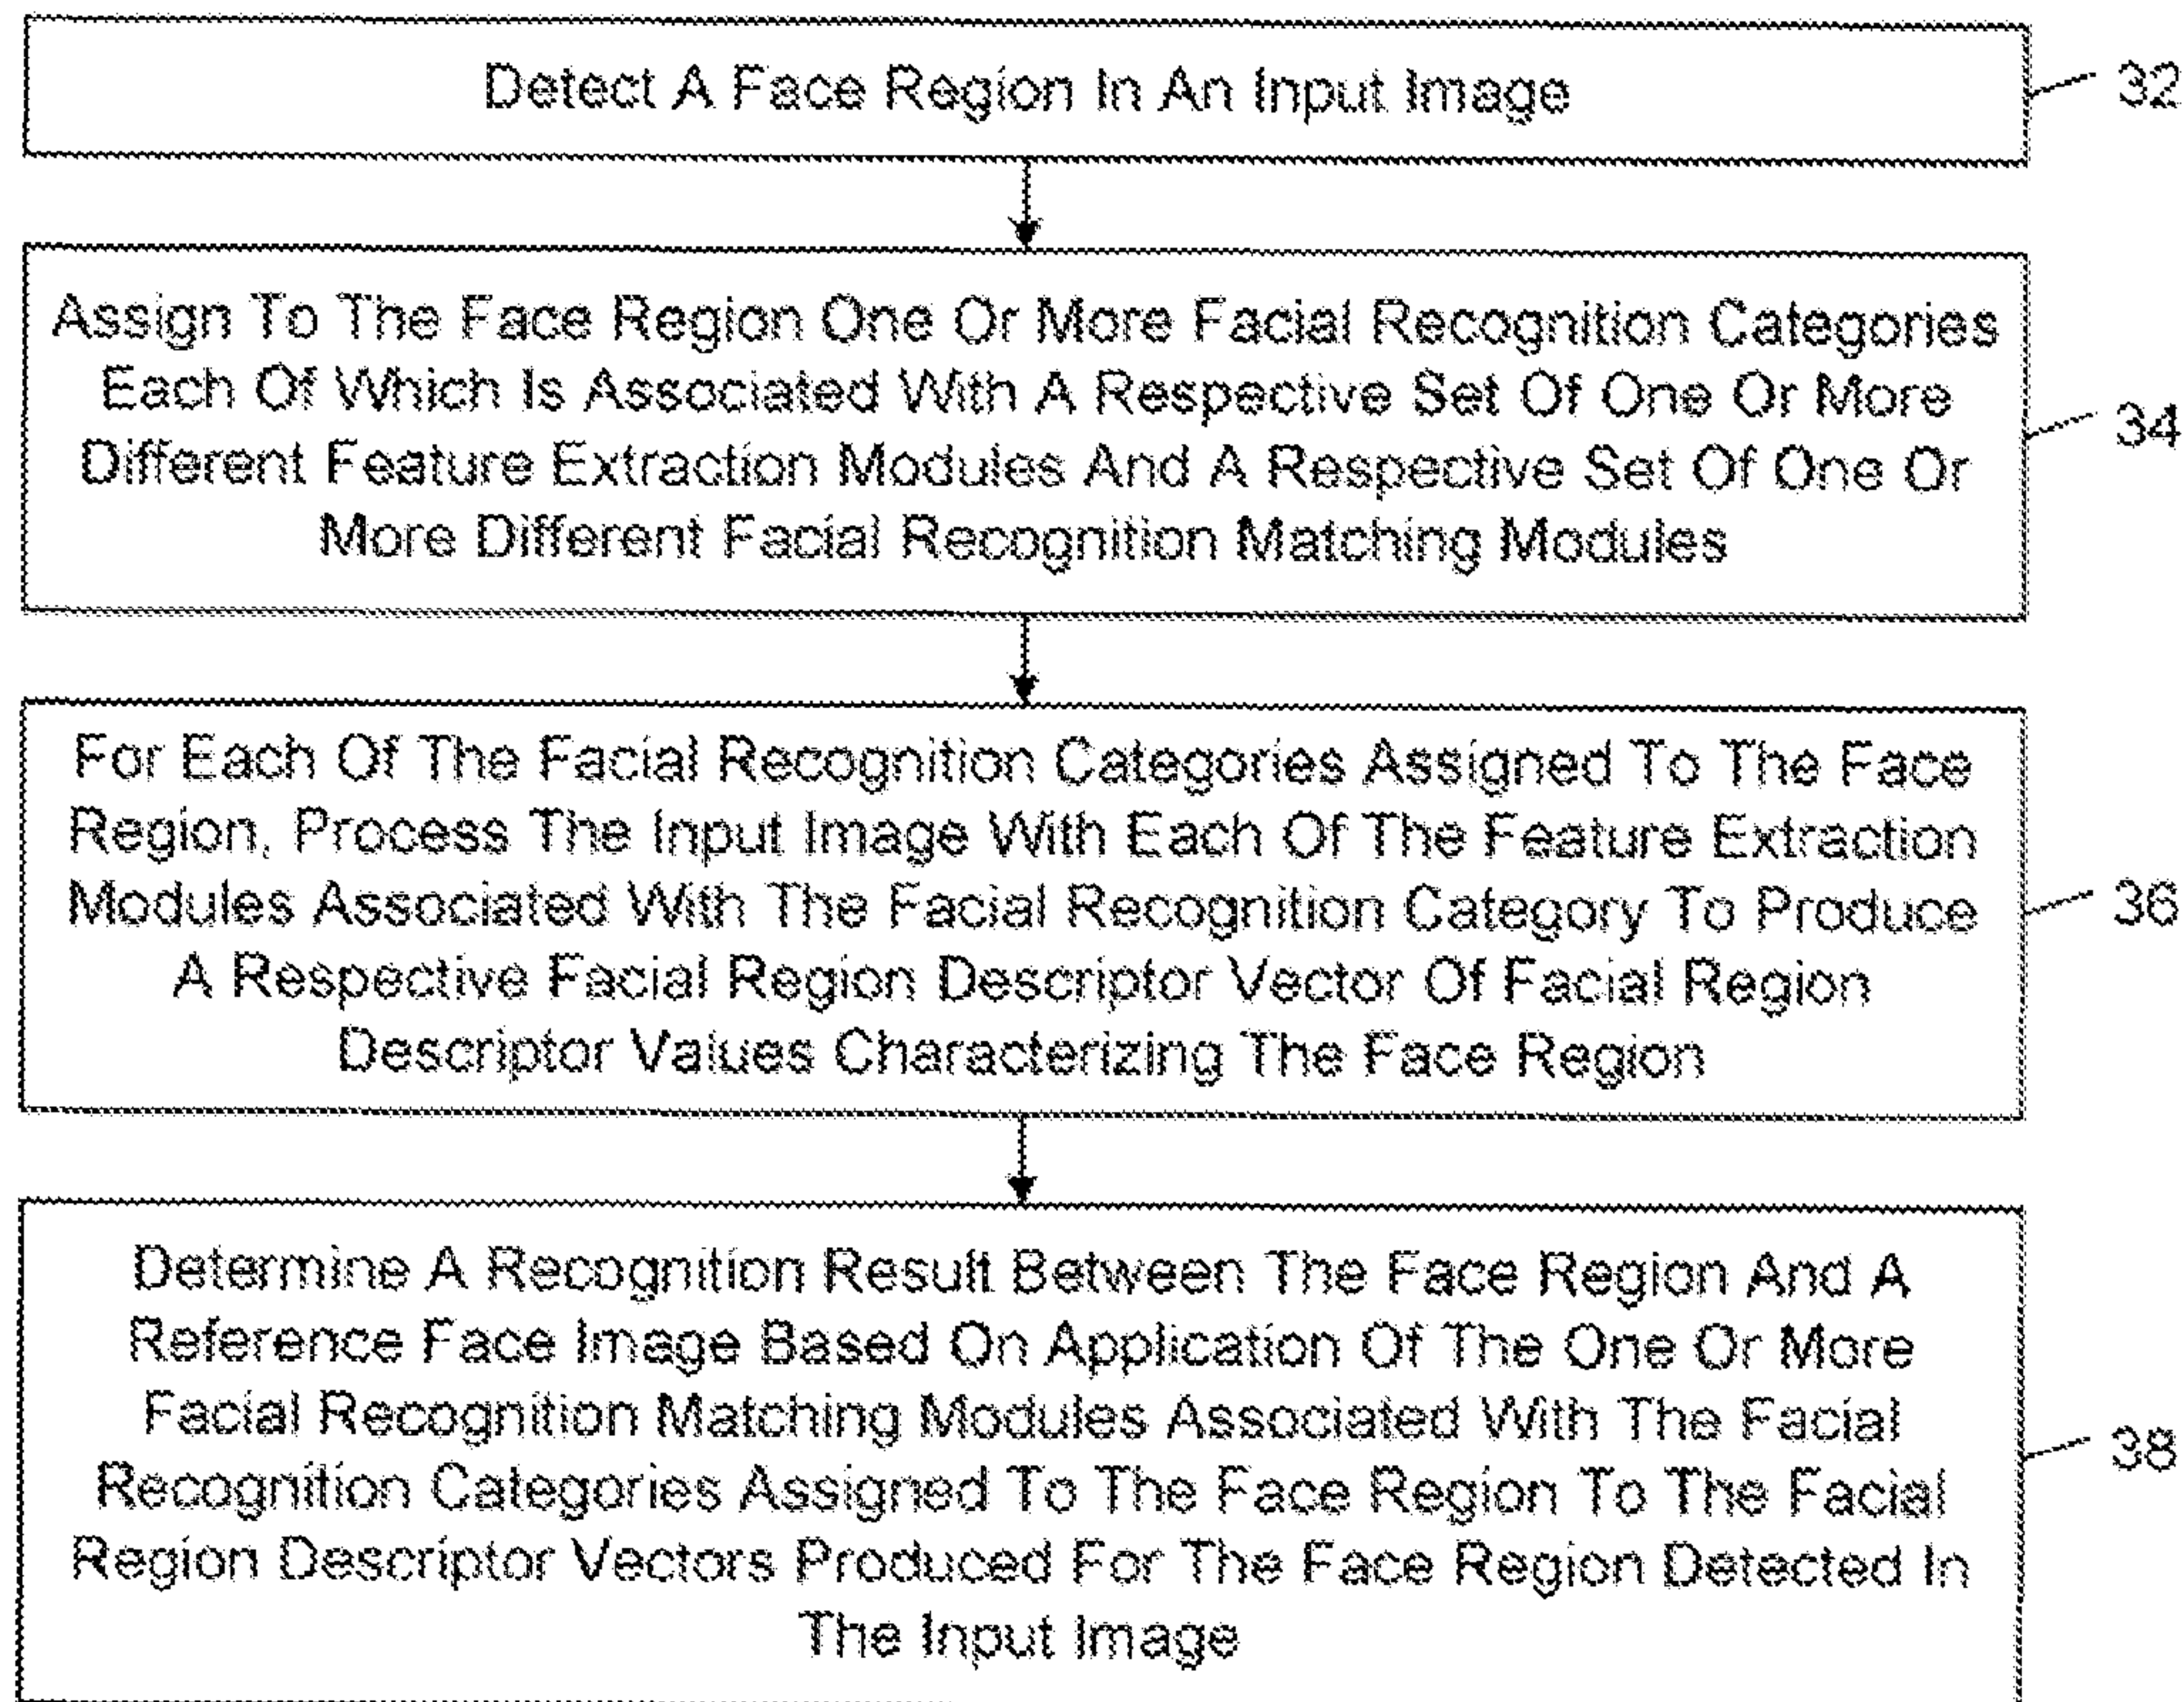 Detect A Face Region In An Input Image
32
Assign To The Face Region One Or More Facial Recognition Categories
Each Of Which Is Associated With A Respective Set Of One Or More
Different Feature Extraction Modules And A Respective Set Of One Or
More Different Facial Recognition Matching Modules
34
For Each Of The Facial Recognition Categories Assigned To The Face
Region, Process The Input Image With Each Of The Feature Extraction
Modules Associated With The Facial Recognition Category To Produce
A Respective Facial Region Descriptor Vector Of Facial Region
Descriptor Values Characterizing The Face Region
36
Determine A Recognition Result Between The Face Region And A
Reference Face Image Based On Application Of The One Or More
Facial Recognition Matching Modules Associated With The Facial
Recognition Categories Assigned To The Face Region To The Facial
Region Descriptor Vectors Produced For The Face Region Detected In
The Input Image
38